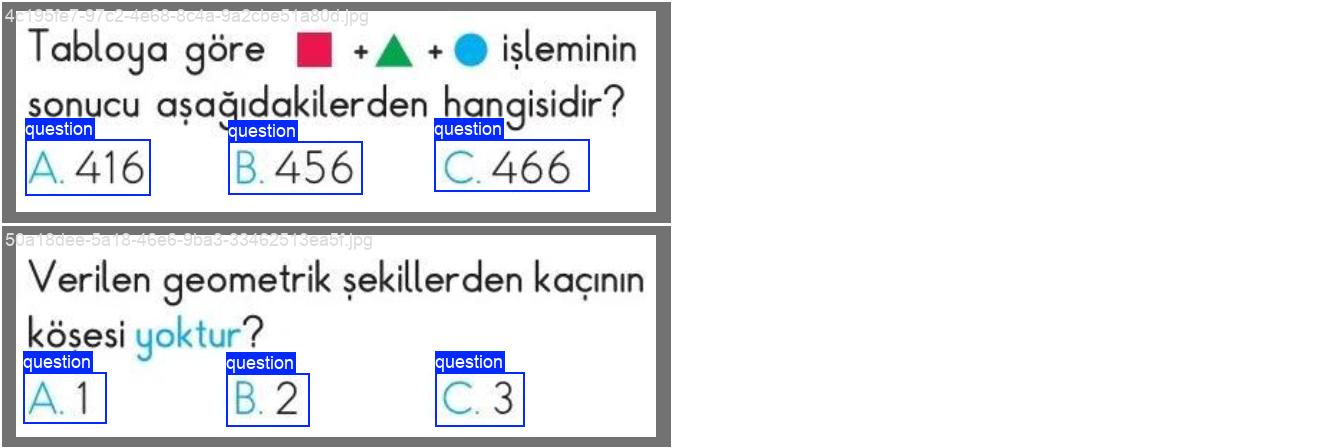 4c195fe7-97c2-4e68-8c4a-9a2cbe51a80d.jpg
Tabloya göre + + işleminin
sonucu aşağıdakilerden hangisidir?
question question question
A. 416 B. 456 C. 466
50a18dee-5a18-46e6-9ba3-33462513ea5f.jpg
Verilen geometrik şekillerden kaçının
köşesi yoktur?
question question question
A. 1 B. 2 C. 3